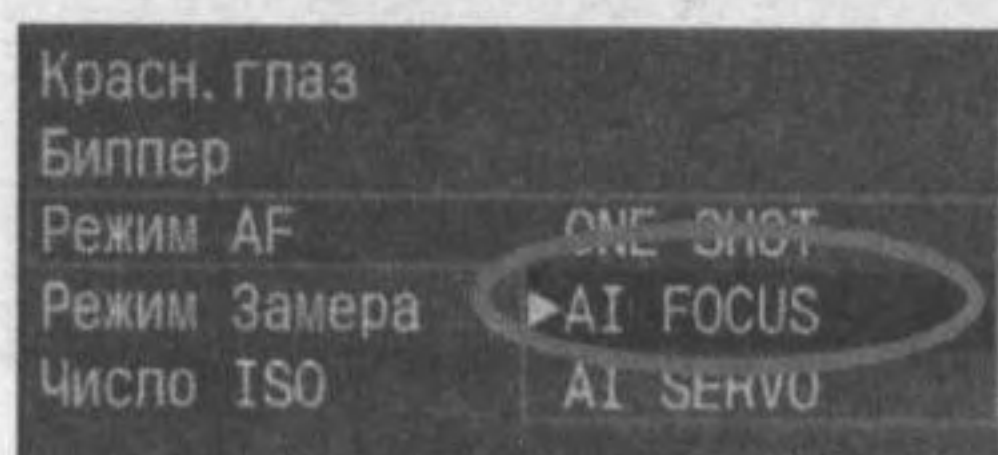 Красн. глаз
Биппер
Режим AF ONE SHOT
Режим Замера ►AI FOCUS
Число ISO AI SERVO